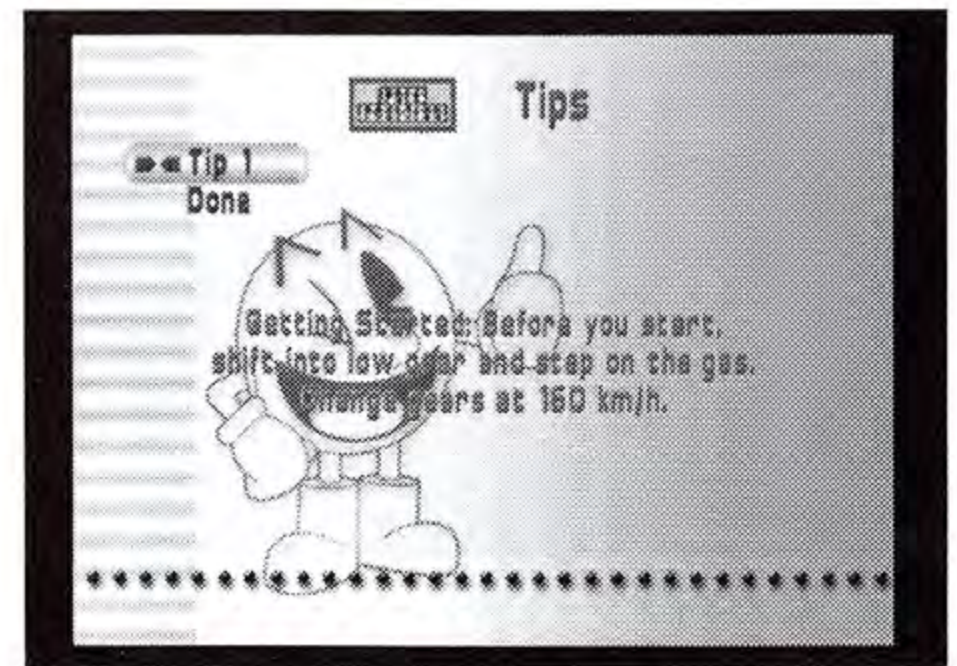 Tips
Tip 1
Done
Getting Started: Before you start,
shift into low gear and step on the gas.
Change gears at 160 km/h.